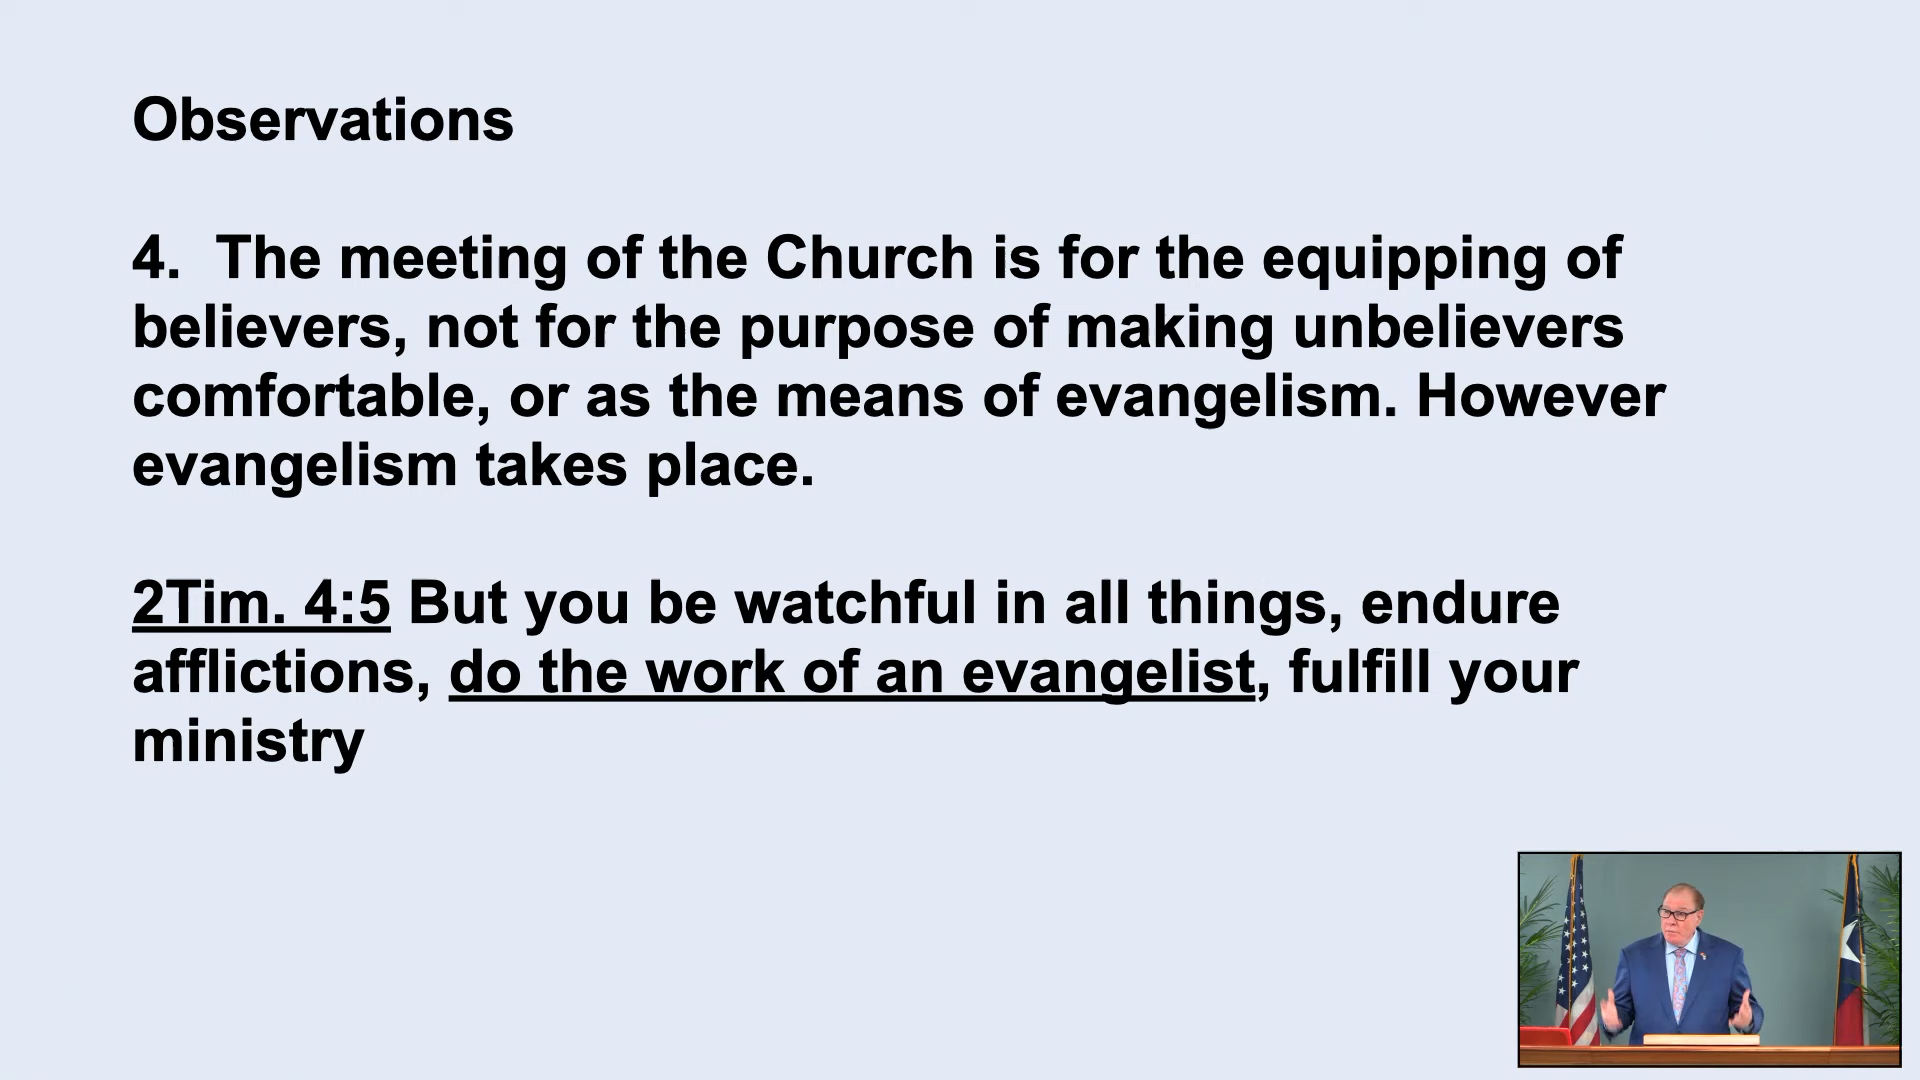 Observations
4. The meeting of the Church is for the equipping of
believers, not for the purpose of making unbelievers
comfortable, or as the means of evangelism. However
evangelism takes place.
2Tim. 4:5 But you be watchful in all things, endure
afflictions, do the work of an evangelist, fulfill your
ministry